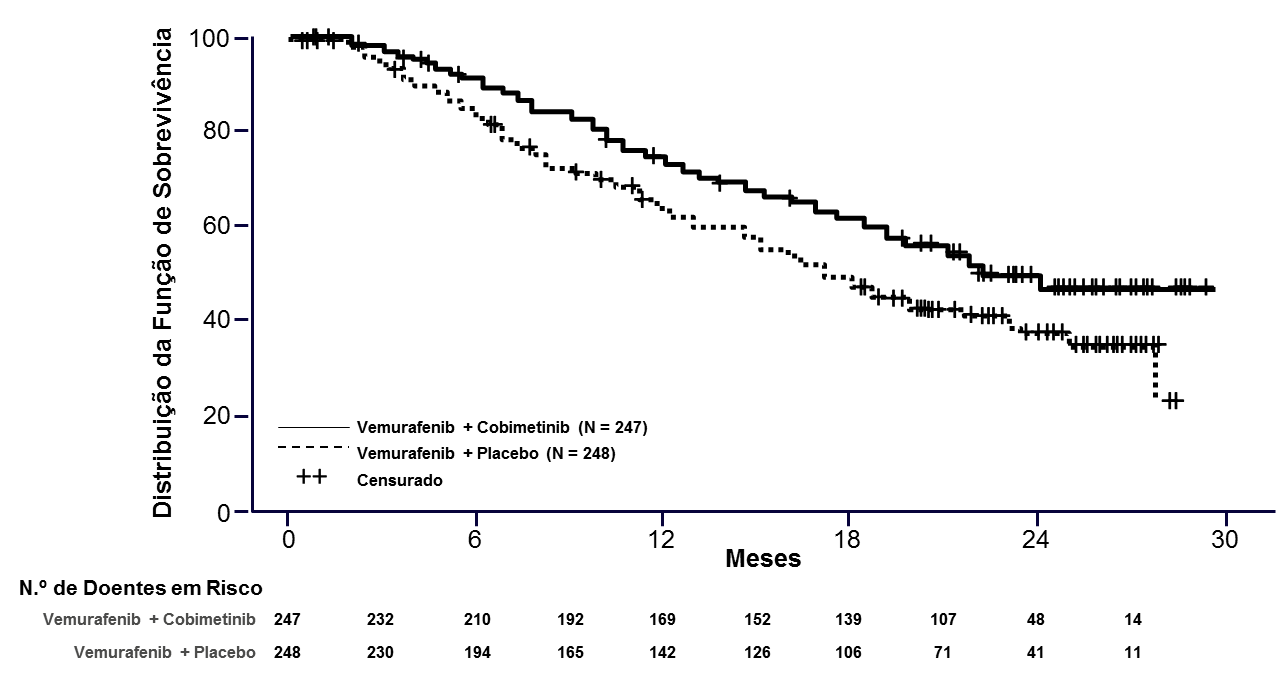 Distribuição da Função de Sobrevivência
100
80
60
40
20
0
Vemurafenib + Cobimetinib (N = 247)
Vemurafenib + Placebo (N = 248)
++ Censurado
0 6 12 18 24 30
Meses
N.º de Doentes em Risco
Vemurafenib + Cobimetinib 247 232 210 192 169 152 139 107 48 14
Vemurafenib + Placebo 248 230 194 165 142 126 106 71 41 11